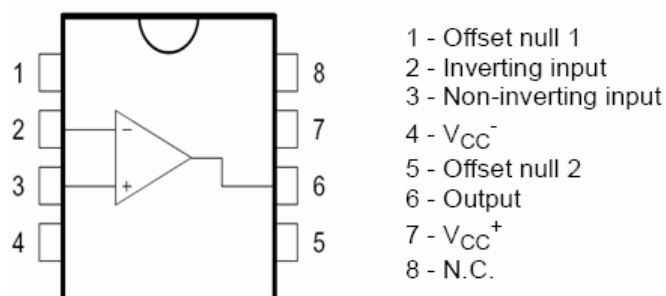 1
2
3
4
-
+
8
7
6
5
1 - Offset null 1
2 - Inverting input
3 - Non-inverting input
4 - VCC-
5 - Offset null 2
6 - Output
7 - VCC+
8 - N.C.